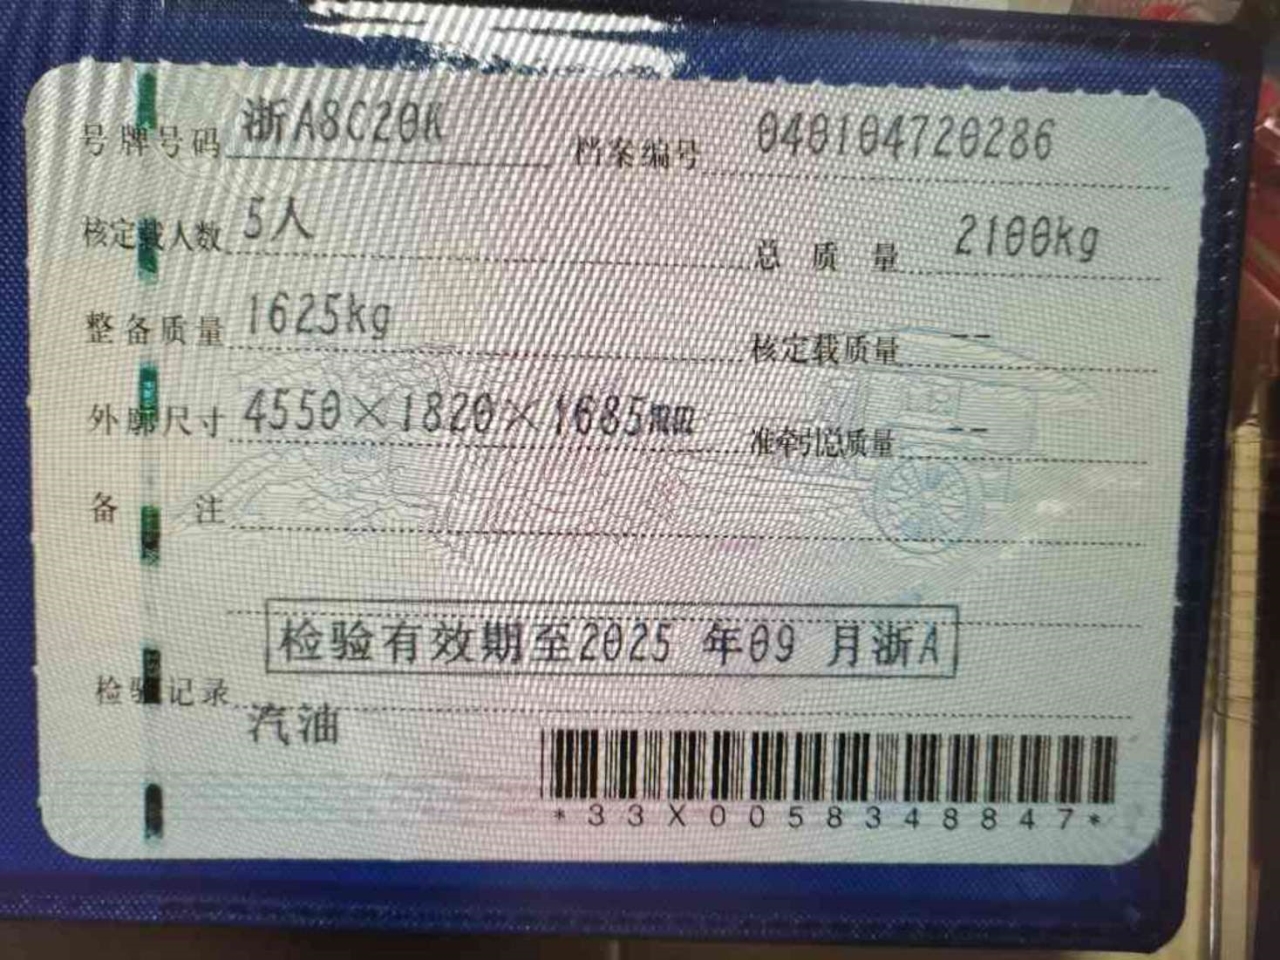 号牌号码 浙A8C20K 档案编号 040104720286
核定载人数 5人 总质量 2100kg
整备质量 1625kg 核定载质量 --
外廓尺寸 4550×1820×1685mm 准牵引总质量 --
备注
检验有效期至2025 年09 月浙A
检验记录
汽油
*33X0058348847*